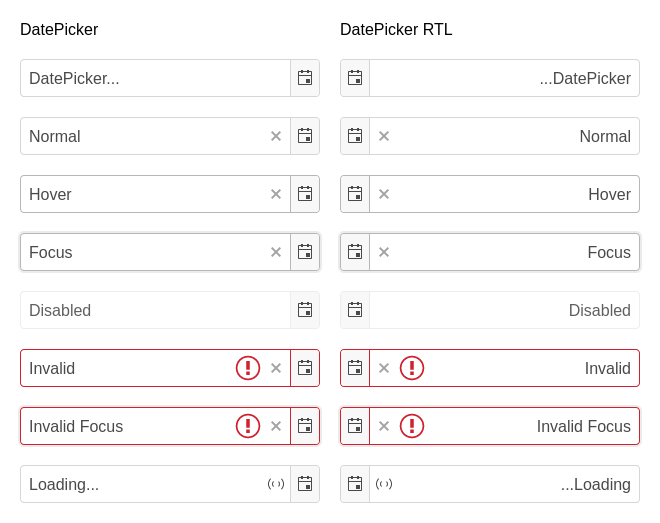 DatePicker
DatePicker RTL
DatePicker...
...DatePicker
Normal
Normal
Hover
Hover
Focus
Focus
Disabled
Disabled
Invalid
Invalid
Invalid Focus
Invalid Focus
Loading...
...Loading